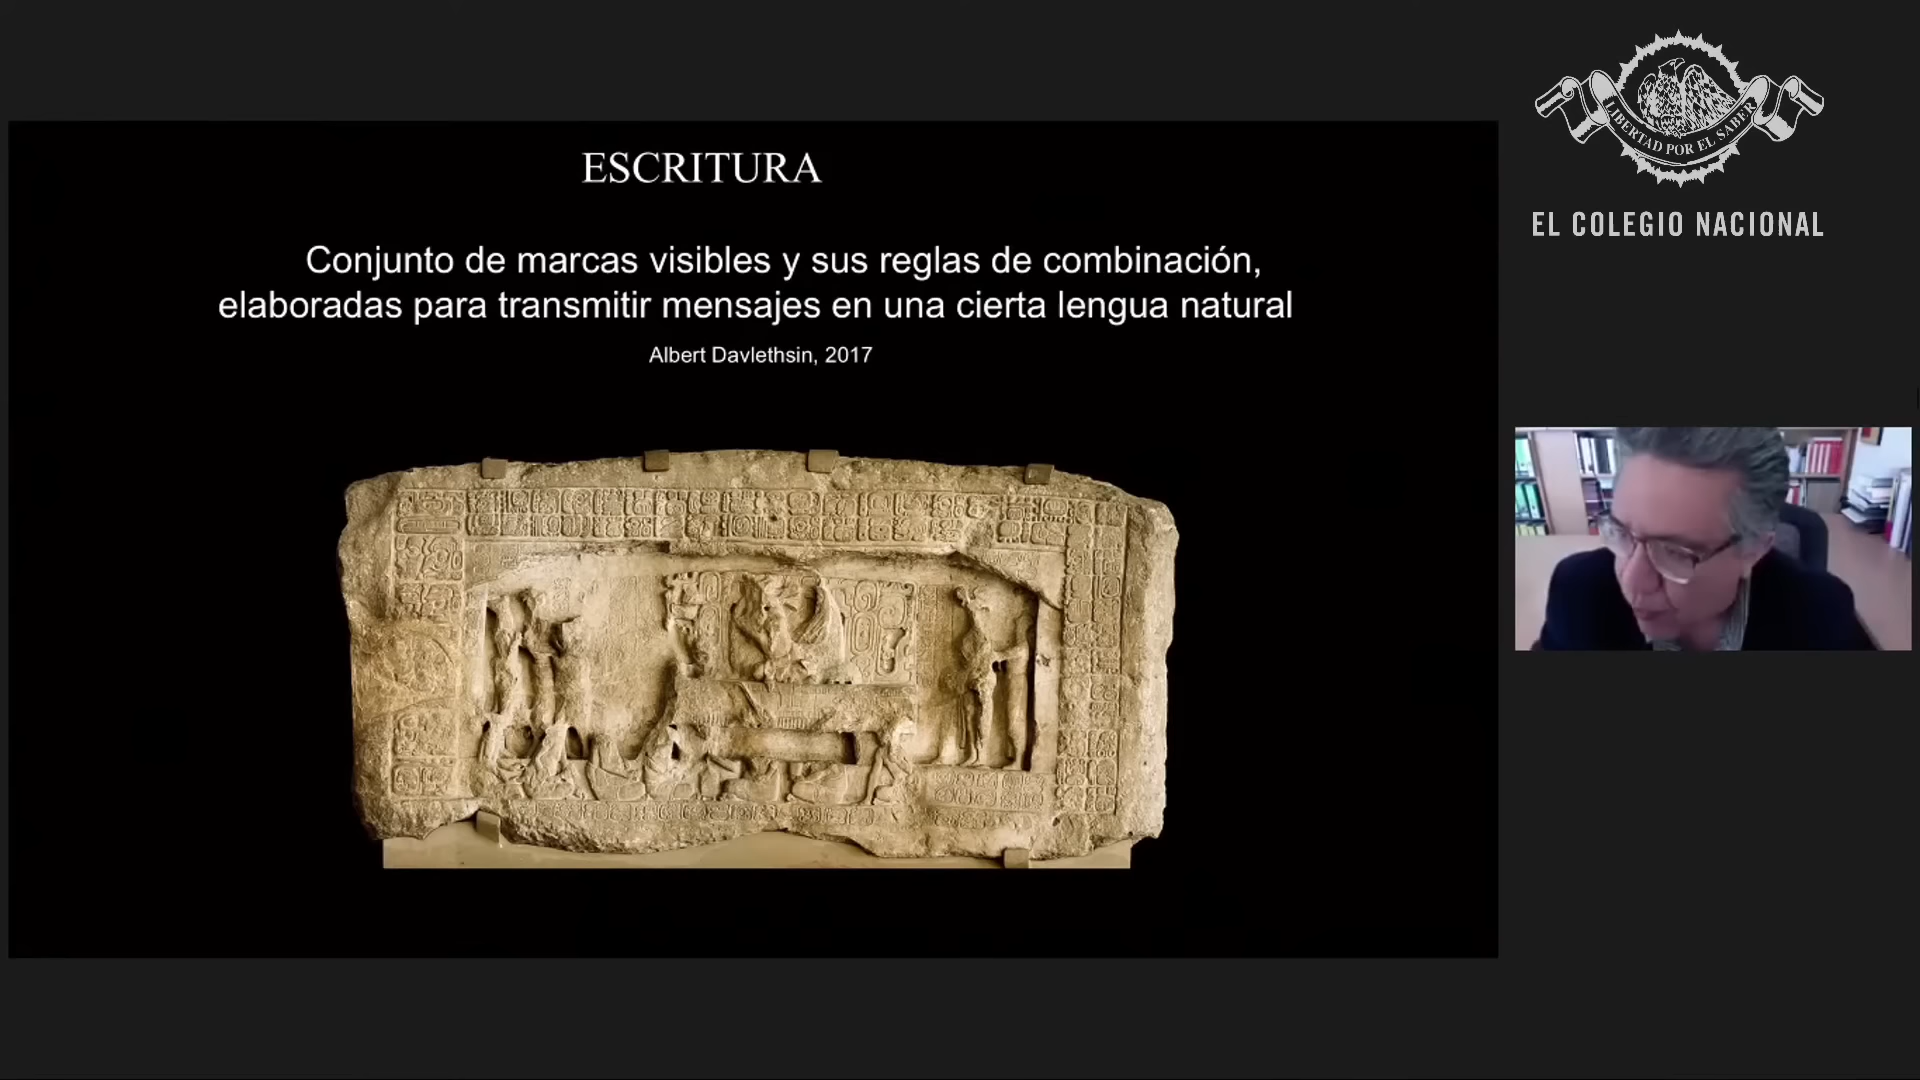 ESCRITURA
Conjunto de marcas visibles y sus reglas de combinación,
elaboradas para transmitir mensajes en una cierta lengua natural
Albert Davlethsin, 2017
LIBERTAD POR EL SABER
EL COLEGIO NACIONAL